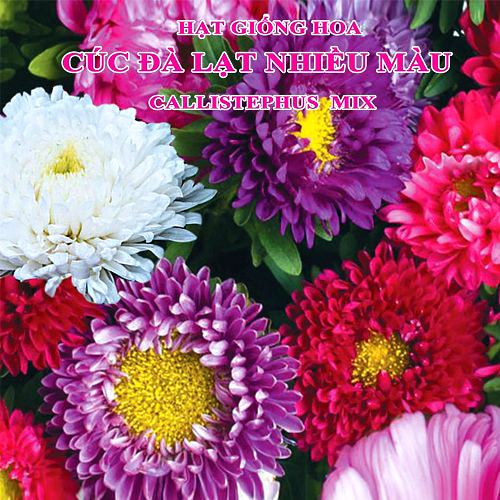 HẠT GIỐNG HOA
CÚC ĐÀ LẠT NHIỀU MÀU
CALLISTEPHUS MIX